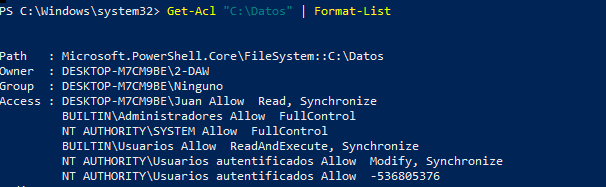 PS C:\Windows\system32> Get-Acl "C:\Datos" | Format-List
Path   : Microsoft.PowerShell.Core\FileSystem::C:\Datos
Owner  : DESKTOP-M7CM9BE\2-DAW
Group  : DESKTOP-M7CM9BE\Ninguno
Access : DESKTOP-M7CM9BE\Juan Allow  Read, Synchronize
         BUILTIN\Administradores Allow  FullControl
         NT AUTHORITY\SYSTEM Allow  FullControl
         BUILTIN\Usuarios Allow  ReadAndExecute, Synchronize
         NT AUTHORITY\Usuarios autentificados Allow  Modify, Synchronize
         NT AUTHORITY\Usuarios autentificados Allow  -536805376